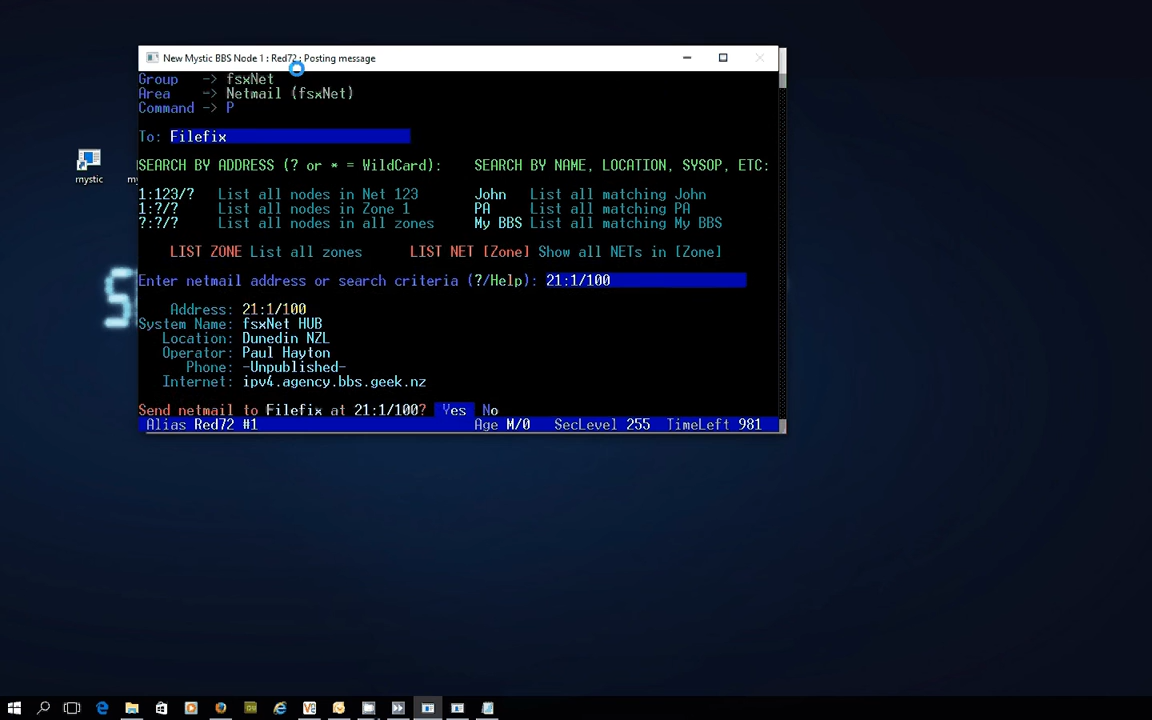 New Mystic BBS Node 1 : Red72 : Posting message
Group -> fsxNet
Area -> Netmail (fsxNet)
Command -> P
To: Filefix
SEARCH BY ADDRESS (? or * = WildCard): SEARCH BY NAME, LOCATION, SYSOP, ETC:
1:123/? List all nodes in Net 123 John List all matching John
1:?/? List all nodes in Zone 1 PA List all matching PA
?:?/? List all nodes in all zones My BBS List all matching My BBS
LIST ZONE List all zones LIST NET [Zone] Show all NETs in [Zone]
Enter netmail address or search criteria (?/Help): 21:1/100
Address: 21:1/100
System Name: fsxNet HUB
Location: Dunedin NZL
Operator: Paul Hayton
Phone: -Unpublished-
Internet: ipv4.agency.bbs.geek.nz
Send netmail to Filefix at 21:1/100? Yes No
Alias Red72 #1 Age M/0 SecLevel 255 TimeLeft 981
mystic